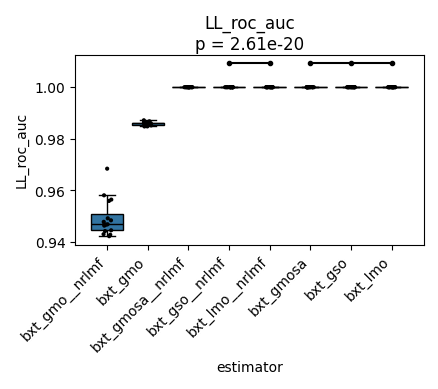 LL_roc_auc
p = 2.61e-20
LL_roc_auc
1.00
0.98
0.96
0.94
bxt_gmo__nrlmf
bxt_gmo
bxt_gmosa__nrlmf
bxt_gso__nrlmf
bxt_lmo__nrlmf
bxt_gmosa
bxt_gso
bxt_lmo
estimator